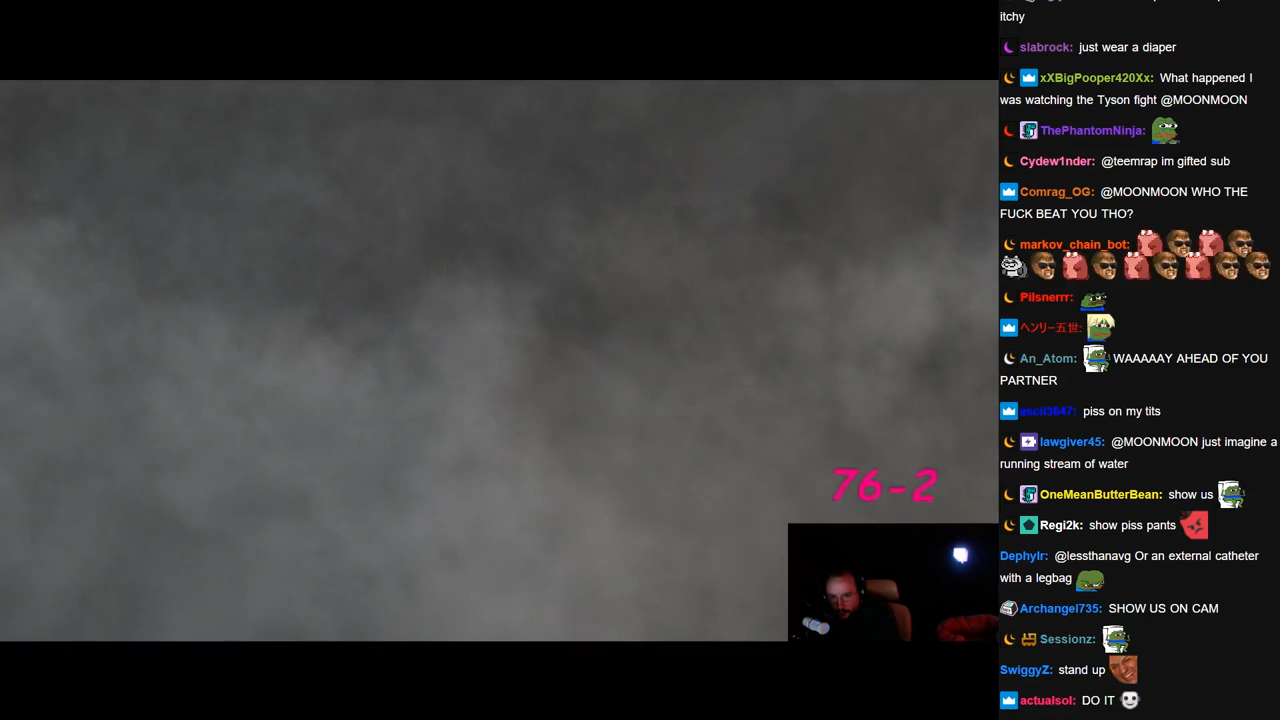 itchy
slabrock: just wear a diaper
xXBigPooper420Xx: What happened I
was watching the Tyson fight @MOONMOON
ThePhantomNinja:
Cydew1nder: @teemrap im gifted sub
Comrag_OG: @MOONMOON WHO THE
FUCK BEAT YOU THO?
markov_chain_bot:
Pilsnerrr:
ヘンリー五世:
An_Atom: WAAAAAY AHEAD OF YOU
PARTNER
ascii3647: piss on my tits
lawgiver45: @MOONMOON just imagine a
running stream of water
76-2
OneMeanButterBean: show us
Regi2k: show piss pants
Dephylr: @lessthanavg Or an external catheter
with a legbag
Archangel735: SHOW US ON CAM
Sessionz:
SwiggyZ: stand up
actualsol: DO IT